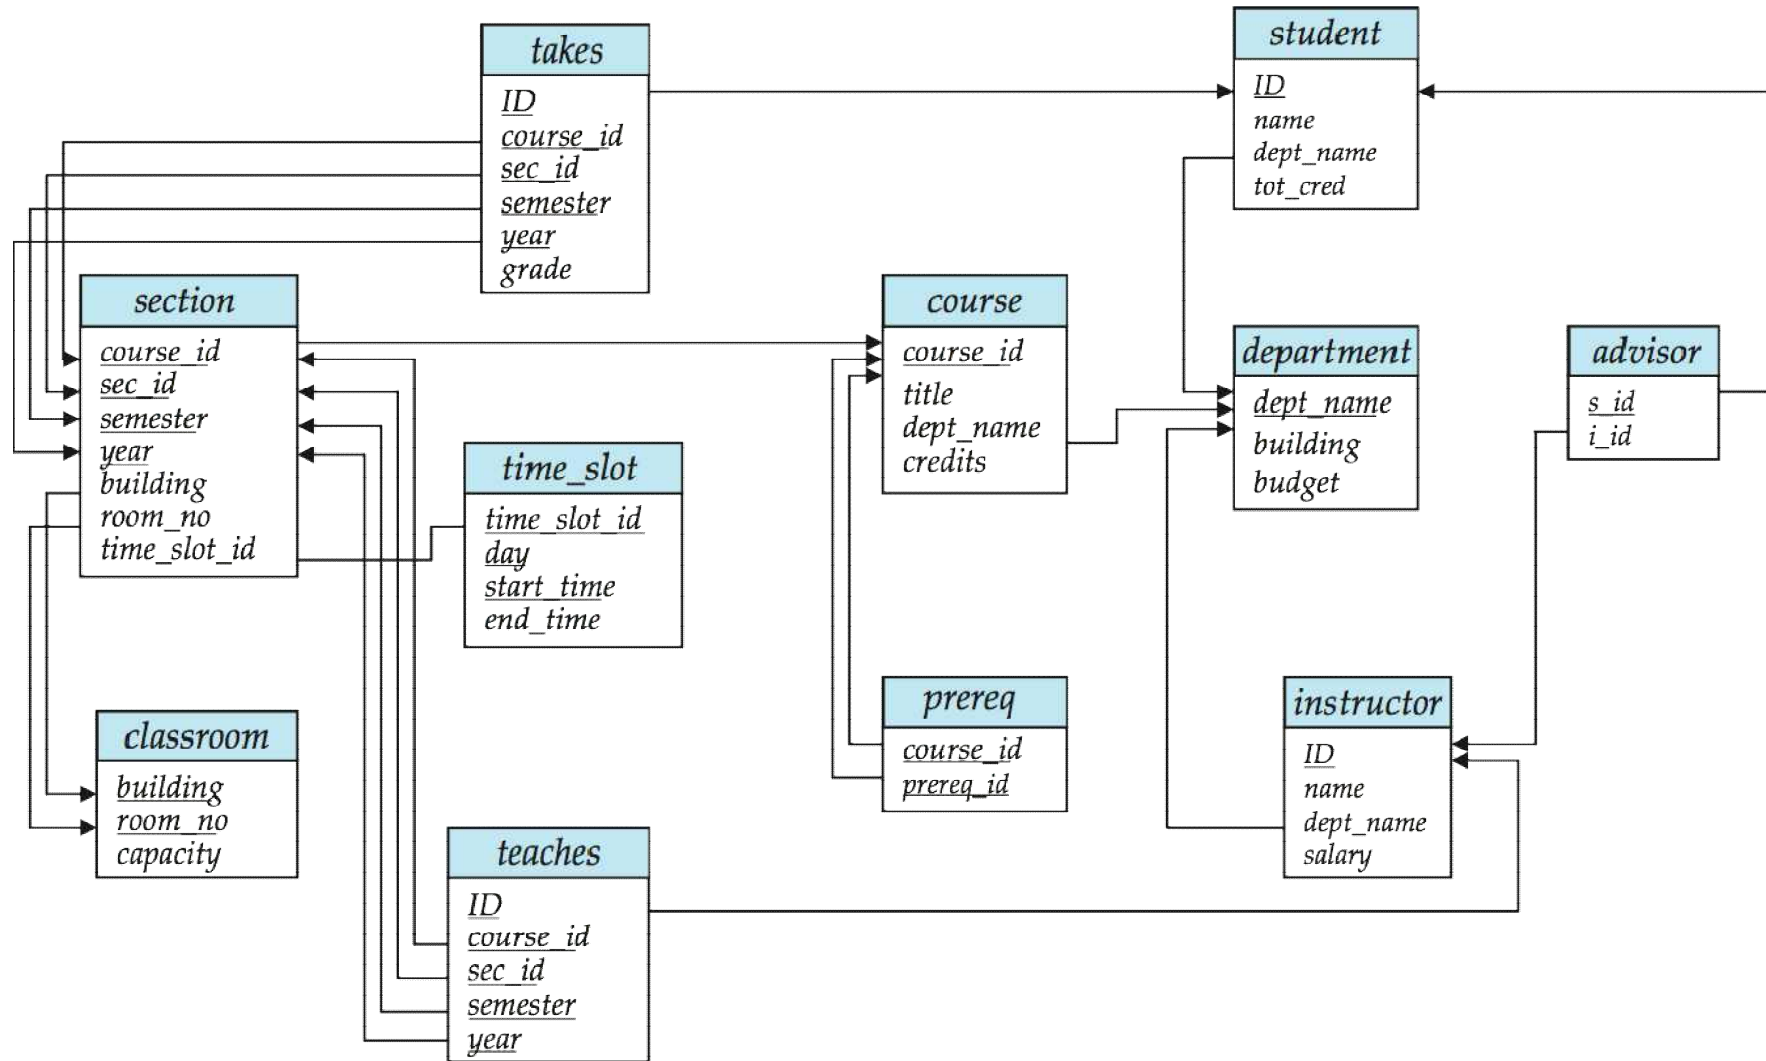 takes
ID
course_id
sec_id
semester
year
grade
student
ID
name
dept_name
tot_cred
section
course_id
sec_id
semester
year
building
room_no
time_slot_id
course
course_id
title
dept_name
credits
department
dept_name
building
budget
advisor
s_id
i_id
time_slot
time_slot_id
day
start_time
end_time
prereq
course_id
prereq_id
instructor
ID
name
dept_name
salary
classroom
building
room_no
capacity
teaches
ID
course_id
sec_id
semester
year